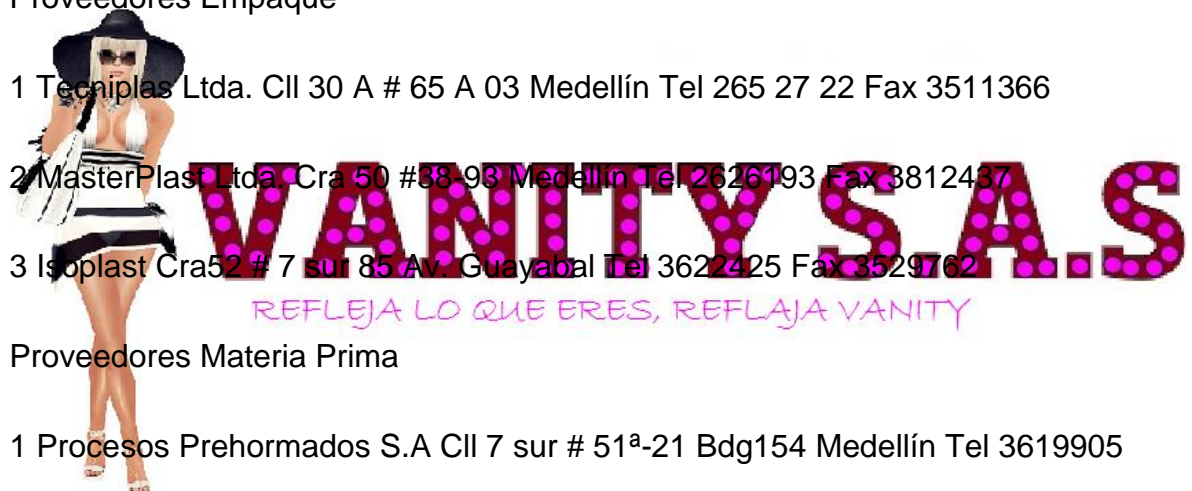 Proveedores Empaque
1 Tecniplas Ltda. Cll 30 A # 65 A 03 Medellín Tel 265 27 22 Fax 3511366
2 MasterPlast Ltda. Cra 50 #38-93 Medellín Tel 2626193 Fax 3812437
VANITY S.A.S
3 Isoplast Cra52 # 7 sur 85 Av. Guayabal Tel 3622425 Fax 3529762
REFLEJA LO QUE ERES, REFLAJA VANITY
Proveedores Materia Prima
1 Procesos Prehormados S.A Cll 7 sur # 51ª-21 Bdg154 Medellín Tel 3619905